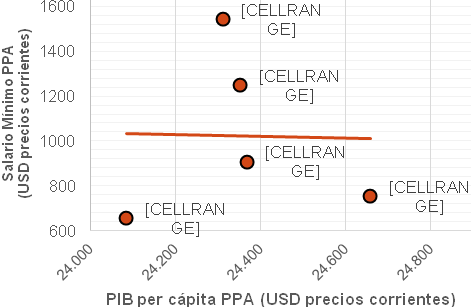 1600
1400
1200
1000
800
600
Salario Mínimo PPA
(USD precios corrientes)
[CELLRAN
GE]
[CELLRAN
GE]
[CELLRAN
GE]
[CELLRAN
GE]
[CELLRAN
GE]
24.000
24.200
24.400
24.600
24.800
PIB per cápita PPA (USD precios corrientes)